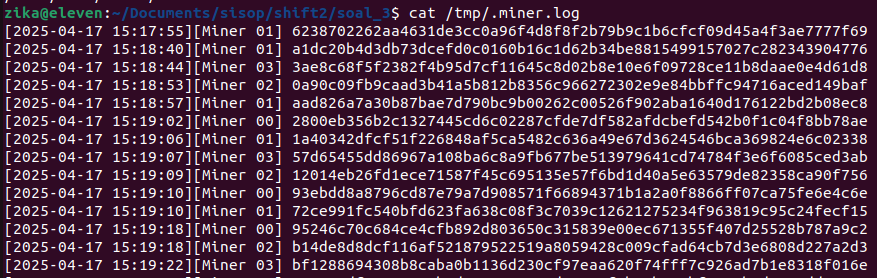 zika@eleven:~/Documents/sisop/shift2/soal_3$ cat /tmp/.miner.log
[2025-04-17 15:17:55][Miner 01] 6238702262aa4631de3cc0a96f4d8f8f2b79b9c1b6cfcf09d45a4f3ae7777f69
[2025-04-17 15:18:40][Miner 01] a1dc20b4d3db73dcefd0c0160b16c1d62b34be8815499157027c282343904776
[2025-04-17 15:18:44][Miner 03] 3ae8c68f5f2382f4b95d7cf11645c8d02b8e10e6f09728ce11b8daae0e4d61d8
[2025-04-17 15:18:53][Miner 02] 0a90c09fb9caad3b41a5b812b8356c966272302e9e84bbffc94716aced149baf
[2025-04-17 15:18:57][Miner 01] aad826a7a30b87bae7d790bc9b00262c00526f902aba1640d176122bd2b08ec8
[2025-04-17 15:19:02][Miner 00] 2800eb356b2c1327445cd6c02287cfde7df582afdcbefd542b0f1c04f8bb78ae
[2025-04-17 15:19:06][Miner 01] 1a40342dfcf51f226848af5ca5482c636a49e67d3624546bca369824e6c02338
[2025-04-17 15:19:07][Miner 03] 57d65455dd86967a108ba6c8a9fb677be513979641cd74784f3e6f6085ced3ab
[2025-04-17 15:19:09][Miner 02] 12014eb26fd1ece71587f45c695135e57f6bd1d40a5e63579de82358ca90f756
[2025-04-17 15:19:10][Miner 00] 93ebdd8a8796cd87e79a7d908571f66894371b1a2a0f8866ff07ca75fe6e4c6e
[2025-04-17 15:19:10][Miner 01] 72ce991fc540bfd623fa638c08f3c7039c12621275234f963819c95c24fecf15
[2025-04-17 15:19:18][Miner 00] 95246c70c684ce4cfb892d803650c315839e00ec671355f407d25528b787a9c2
[2025-04-17 15:19:18][Miner 02] b14de8d8dcf116af521879522519a8059428c009cfad64cb7d3e6808d227a2d3
[2025-04-17 15:19:22][Miner 03] bf1288694308b8caba0b1136d230cf97eaa620f74fff7c926ad7b1e8318f016e